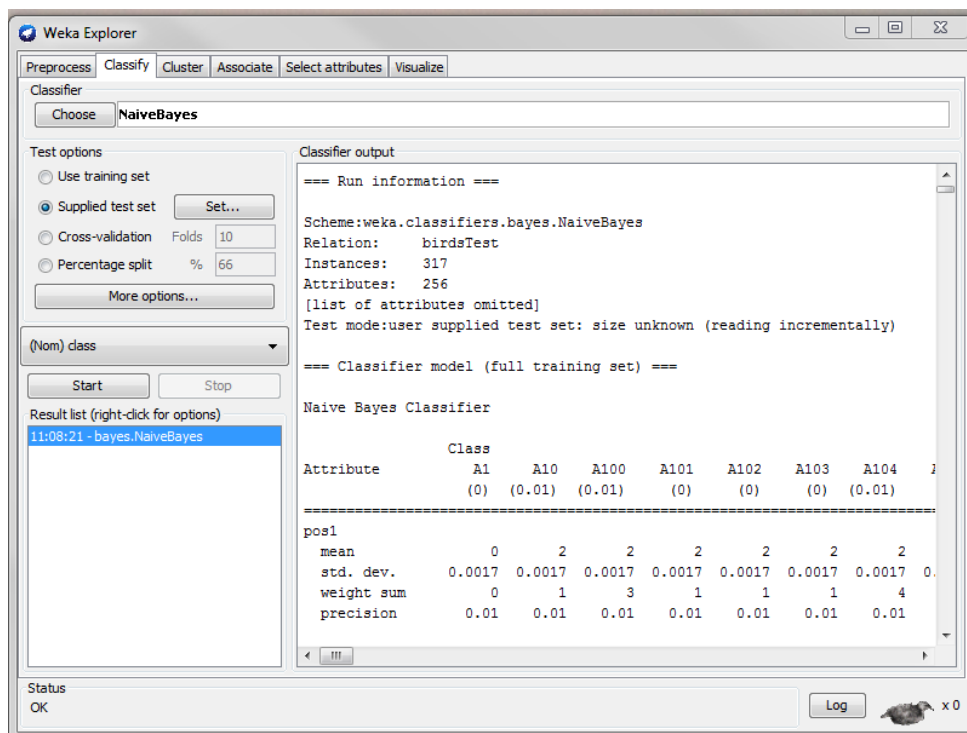 Weka Explorer
Preprocess Classify Cluster Associate Select attributes Visualize
Classifier
Choose NaiveBayes
Test options
Use training set
Supplied test set Set...
Cross-validation Folds 10
Percentage split % 66
More options...
(Nom) class
Start Stop
Result list (right-click for options)
11:08:21 - bayes.NaiveBayes
Classifier output
=== Run information ===
Scheme:weka.classifiers.bayes.NaiveBayes
Relation: birdsTest
Instances: 317
Attributes: 256
[list of attributes omitted]
Test mode:user supplied test set: size unknown (reading incrementally)
=== Classifier model (full training set) ===
Naive Bayes Classifier
Class
Attribute A1 A10 A100 A101 A102 A103 A104
(0) (0.01) (0.01) (0) (0) (0) (0.01)
==============================================================================================
pos1
mean 0 2 2 2 2 2 2
std. dev. 0.0017 0.0017 0.0017 0.0017 0.0017 0.0017 0.0017 0.
weight sum 0 1 3 1 1 1 4
precision 0.01 0.01 0.01 0.01 0.01 0.01 0.01
Status
OK
Log x 0